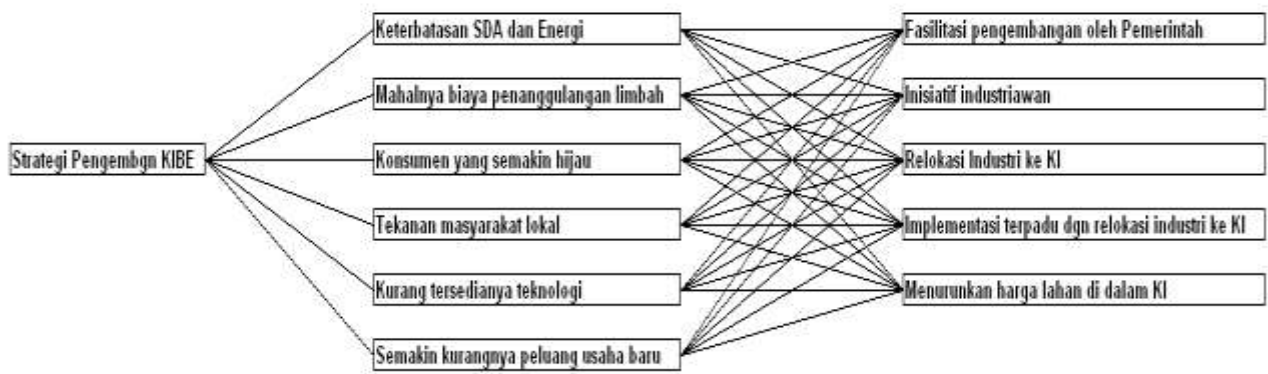 Strategi Pengembgn KIBE
Keterbatasan SDA dan Energi
Mahalnya biaya penanggulangan limbah
Konsumen yang semakin hijau
Tekanan masyarakat lokal
Kurang tersedianya teknologi
Semakin kurangnya peluang usaha baru
Fasilitasi pengembangan oleh Pemerintah
Inisiatif industriawan
Relokasi Industri ke KI
Implementasi terpadu dgn relokasi industri ke KI
Menurunkan harga lahan di dalam KI